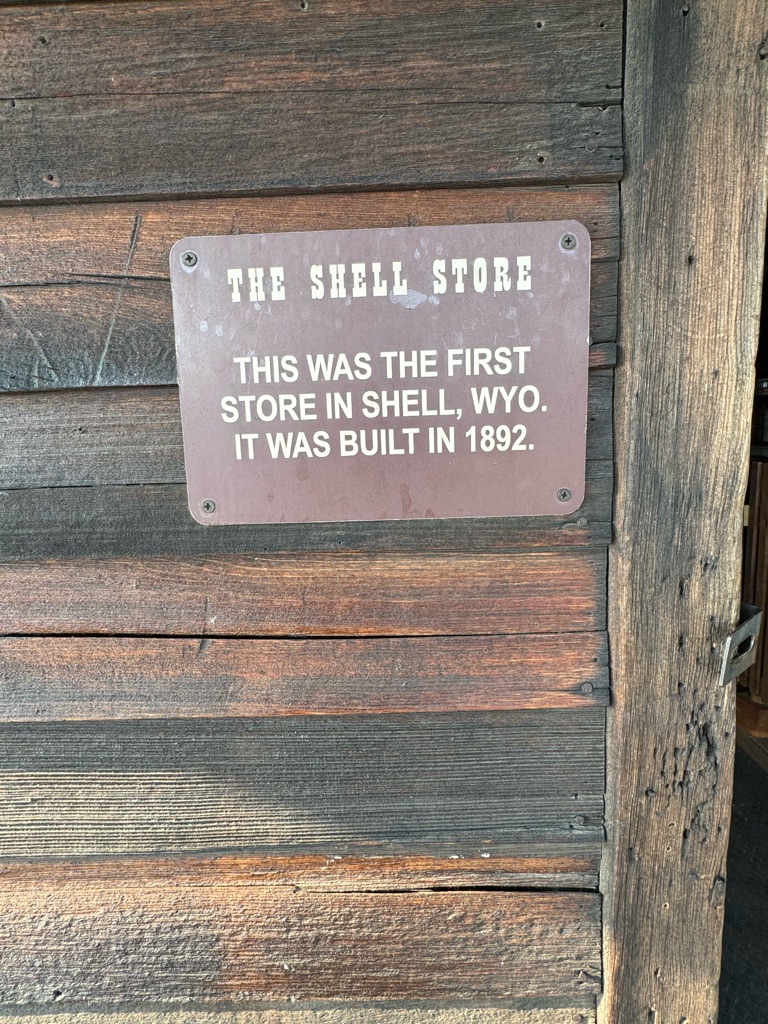 THE SHELL STORE
THIS WAS THE FIRST
STORE IN SHELL, WYO.
IT WAS BUILT IN 1892.